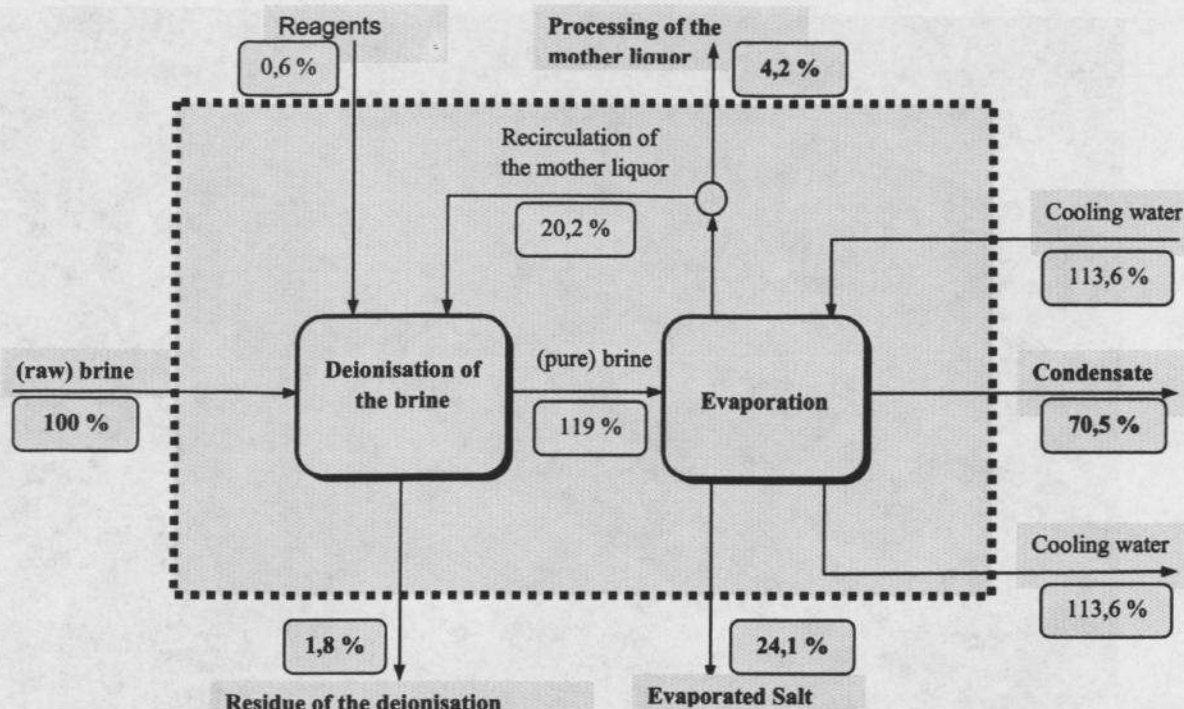 Reagents
0,6 %
Processing of the
mother liquor
4,2 %
Recirculation of
the mother liquor
20,2 %
Cooling water
113,6 %
(raw) brine
100 %
Deionisation of
the brine
(pure) brine
119 %
Evaporation
Condensate
70,5 %
Cooling water
113,6 %
1,8 %
Residue of the deionisation
24,1 %
Evaporated Salt